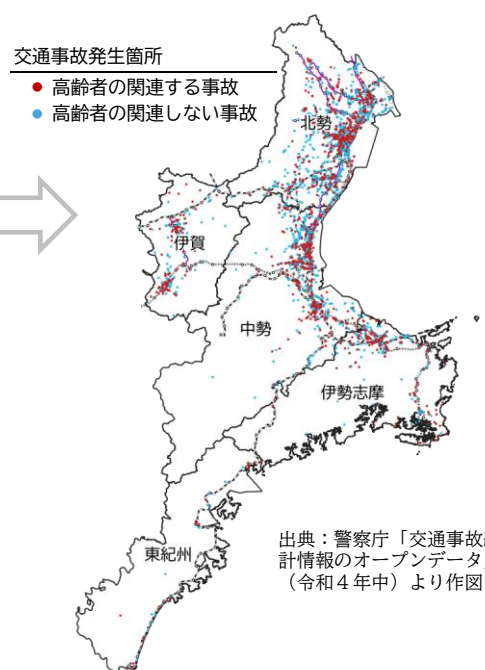 交通事故発生箇所
高齢者の関連する事故
高齢者の関連しない事故
北勢
伊賀
中勢
伊勢志摩
東紀州
出典：警察庁「交通事故
計情報のオープンデータ
（令和４年中）より作図